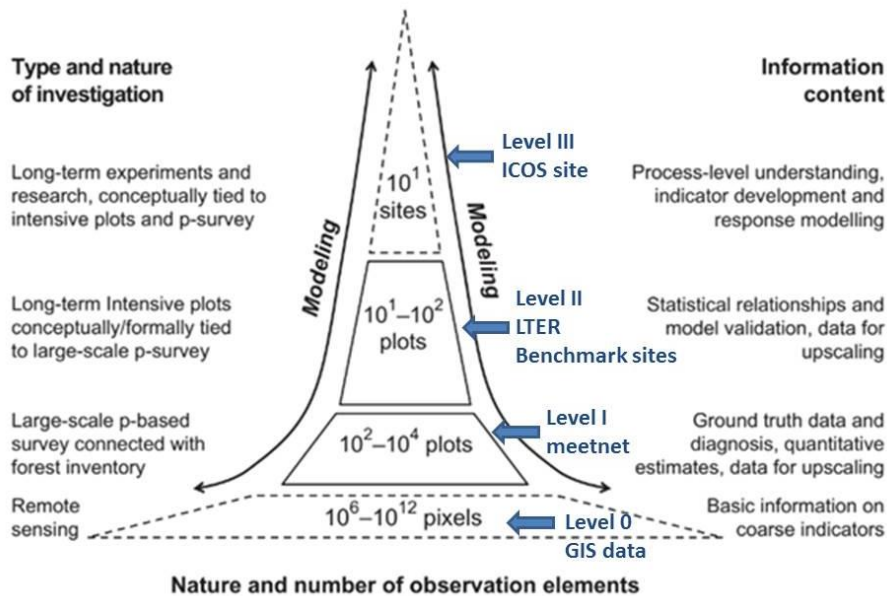 Type and nature
of investigation
Information
content
Level III
ICOS site
Long-term experiments and
research, conceptually tied to
intensive plots and p-survey
10¹
sites
Process-level understanding,
indicator development and
response modelling
Modeling
Modeling
Long-term Intensive plots
conceptually/formally tied
to large-scale p-survey
10¹–10²
plots
Level II
LTER
Benchmark sites
Statistical relationships and
model validation, data for
upscaling
Large-scale p-based
survey connected with
forest inventory
10²–10⁴ plots
Level I
meetnet
Ground truth data and
diagnosis, quantitative
estimates, data for upscaling
Remote
sensing
10⁶–10¹² pixels
Level 0
GIS data
Basic information on
coarse indicators
Nature and number of observation elements